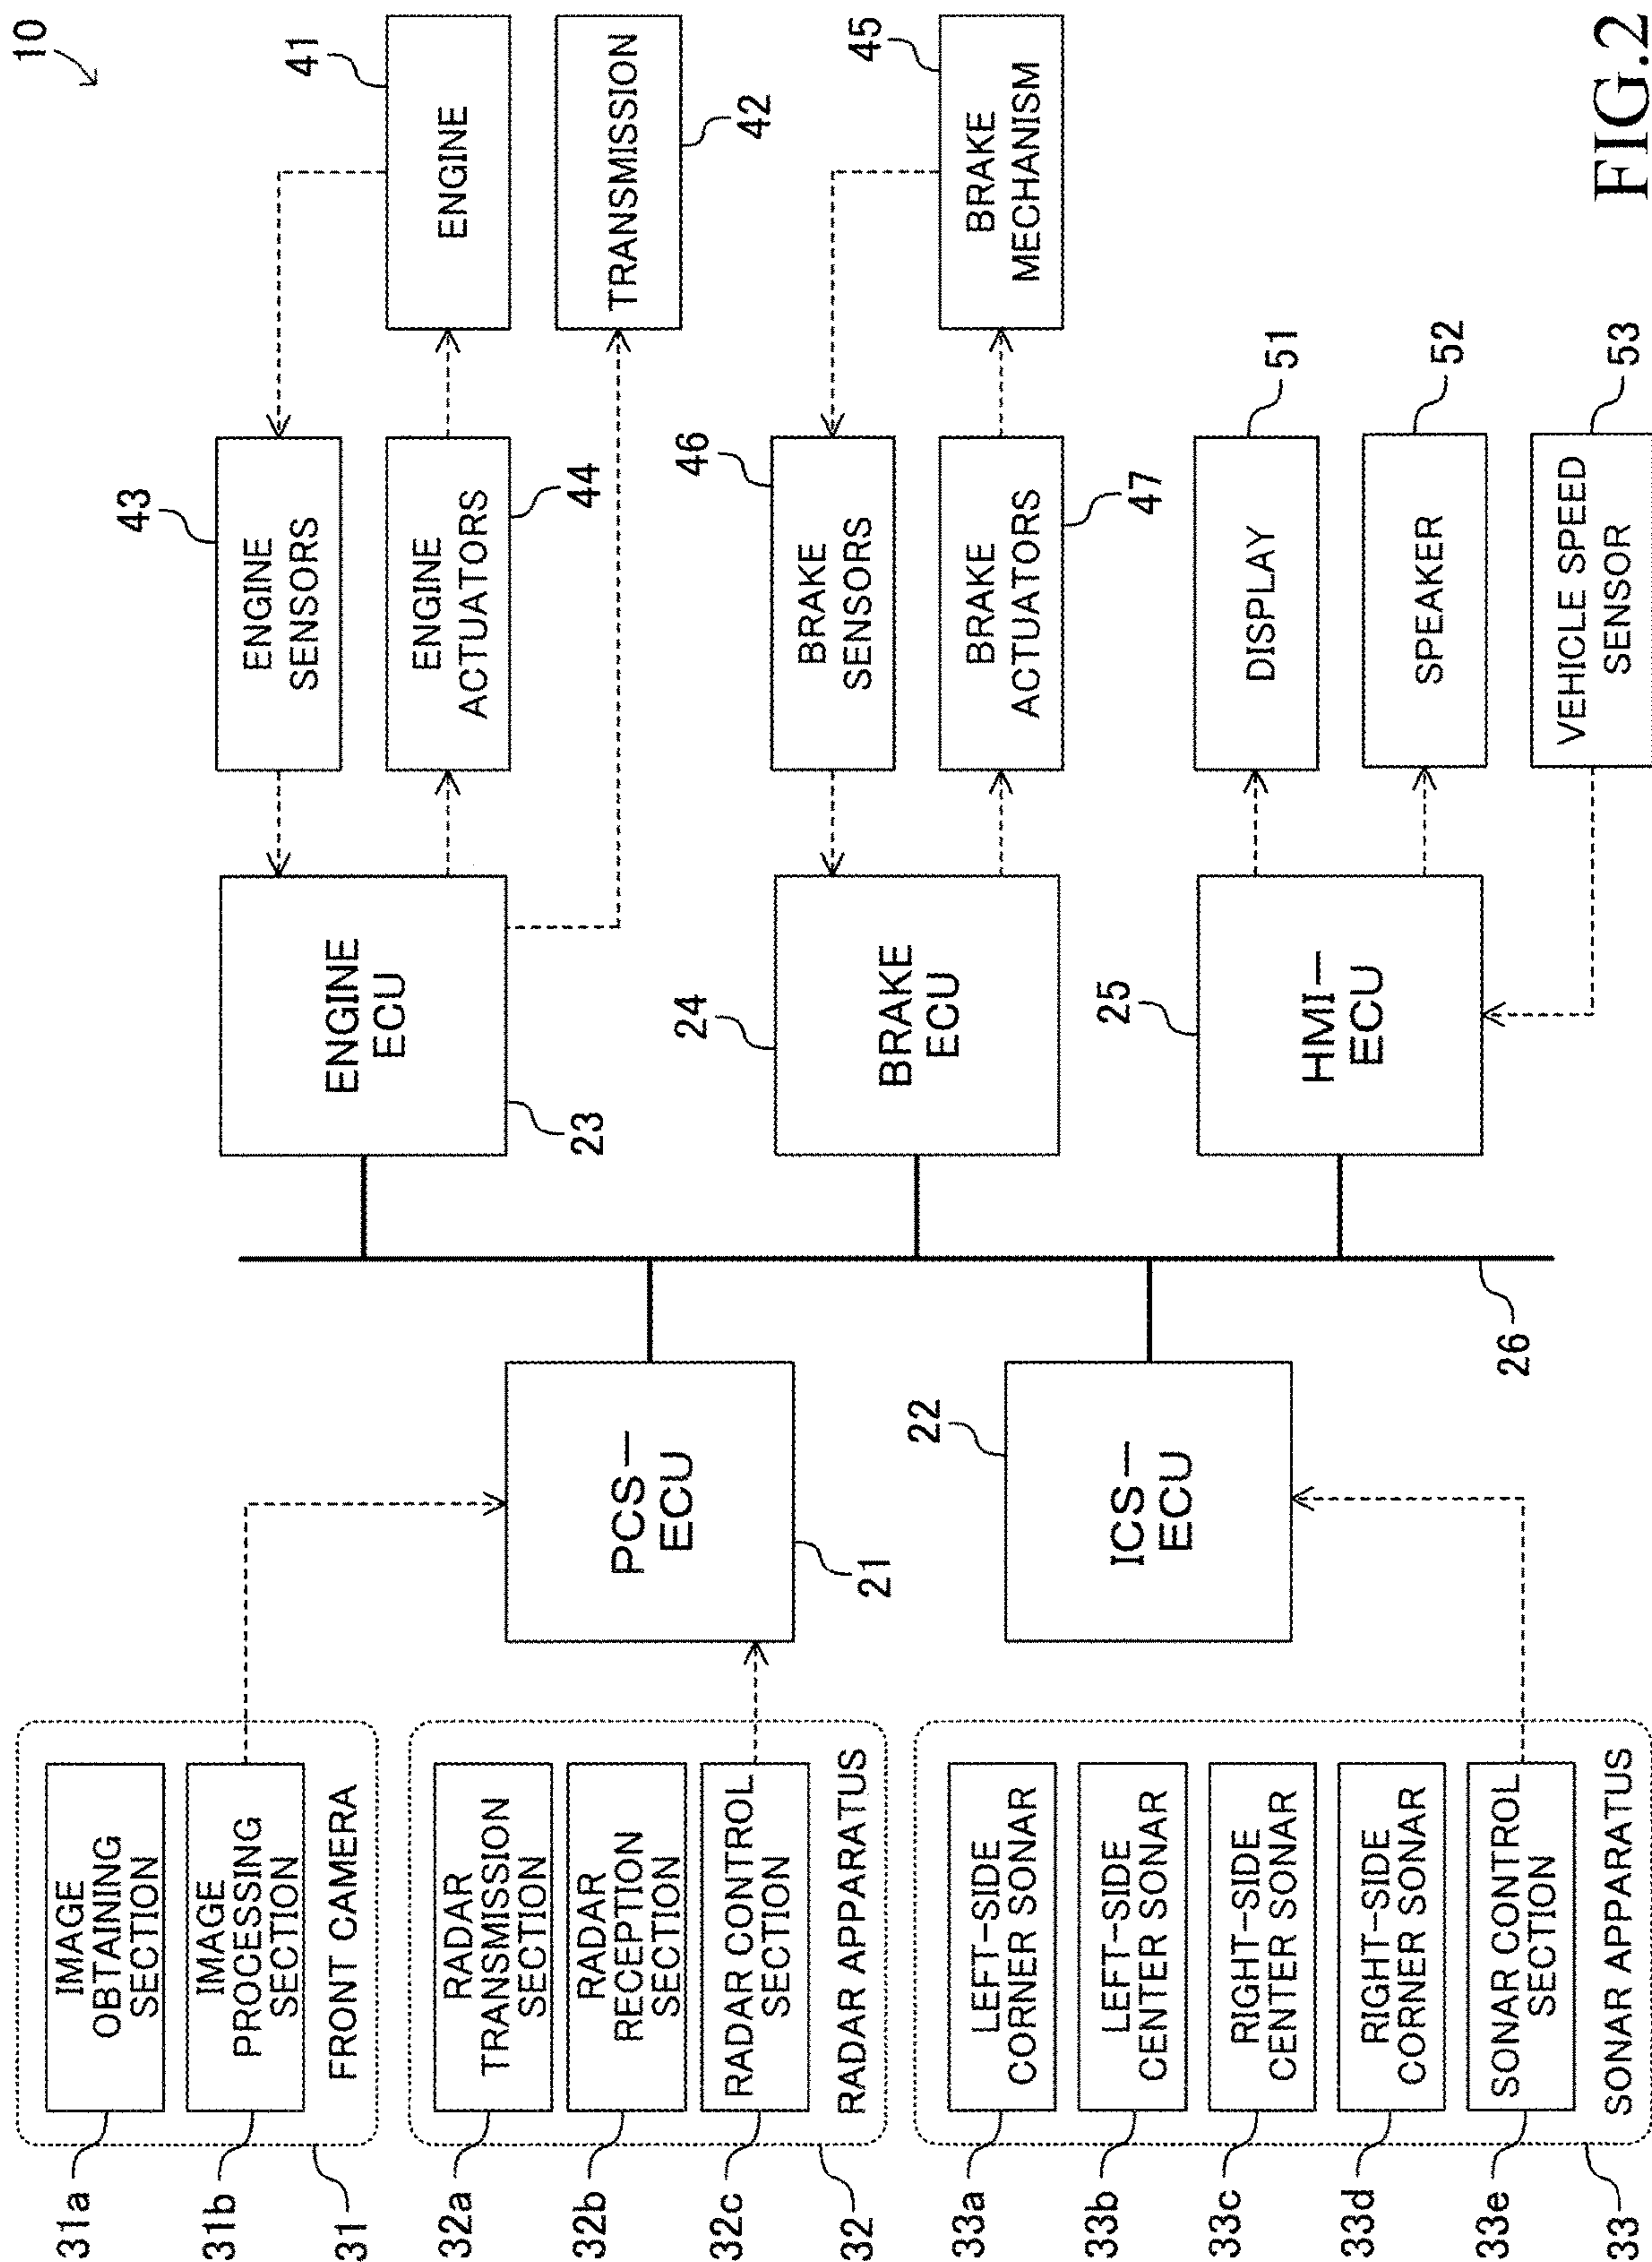 10
31a
IMAGE
OBTAINING
SECTION
31b
IMAGE
PROCESSING
SECTION
31
FRONT CAMERA
32a
RADAR
TRANSMISSION
SECTION
32b
RADAR
RECEPTION
SECTION
32c
RADAR CONTROL
SECTION
32
RADAR APPARATUS
33a
LEFT-SIDE
CORNER SONAR
33b
LEFT-SIDE
CENTER SONAR
33c
RIGHT-SIDE
CENTER SONAR
33d
RIGHT-SIDE
CORNER SONAR
33e
SONAR CONTROL
SECTION
33
SONAR APPARATUS
PCS-
ECU
21
22
ICS-
ECU
26
ENGINE
ECU
23
24
BRAKE
ECU
25
HMI-
ECU
43
ENGINE
SENSORS
ENGINE
ACTUATORS
44
46
BRAKE
SENSORS
BRAKE
ACTUATORS
47
DISPLAY
51
SPEAKER
52
VEHICLE SPEED
SENSOR
53
41
ENGINE
TRANSMISSION
42
45
BRAKE
MECHANISM
FIG.2